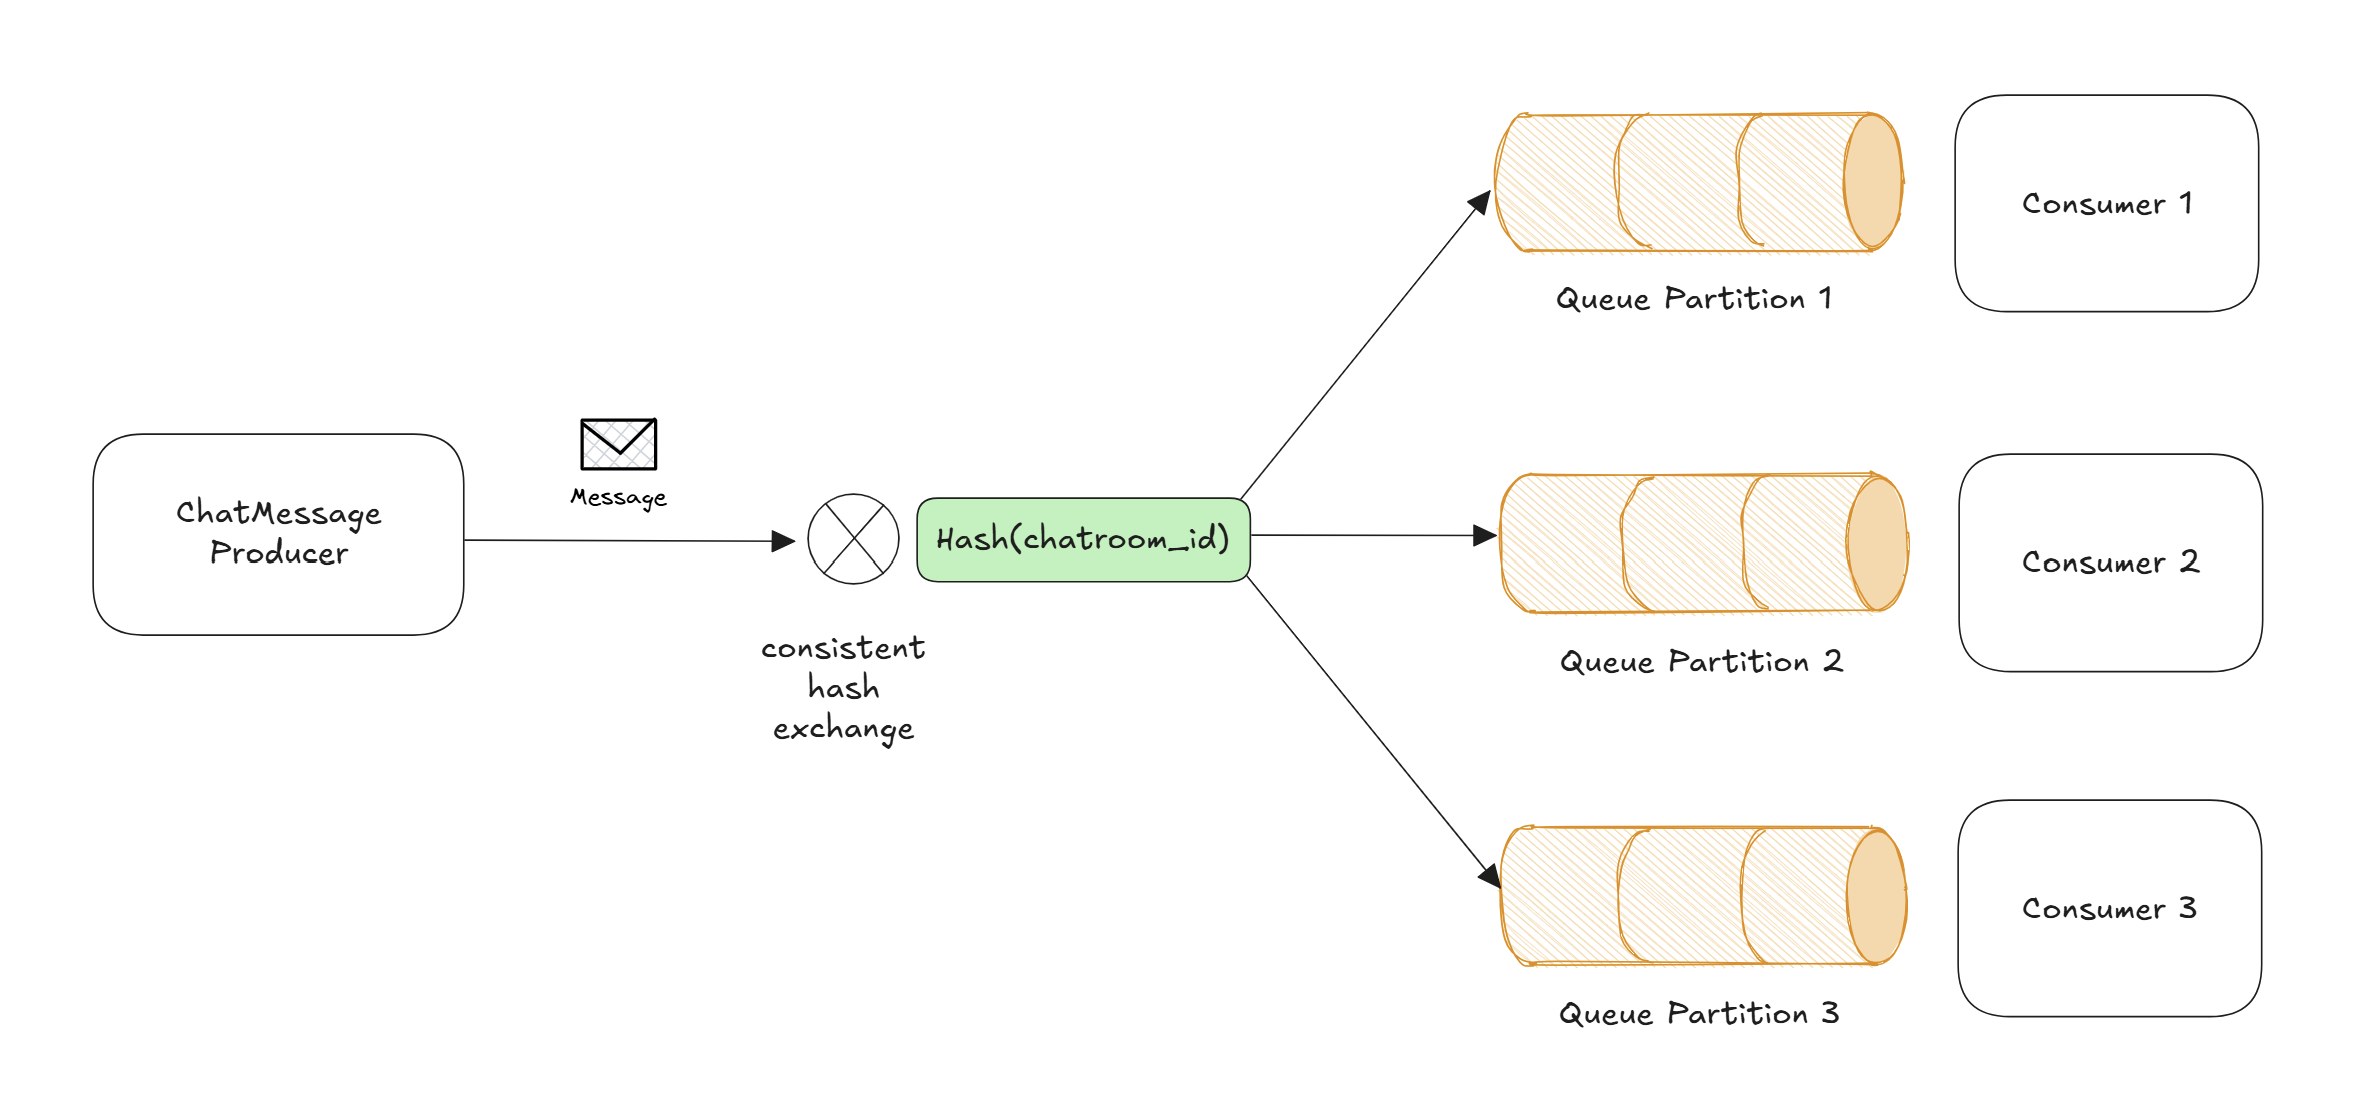 ChatMessage
Producer
Message
consistent
hash
exchange
Hash(chatroom_id)
Queue Partition 1
Consumer 1
Queue Partition 2
Consumer 2
Queue Partition 3
Consumer 3